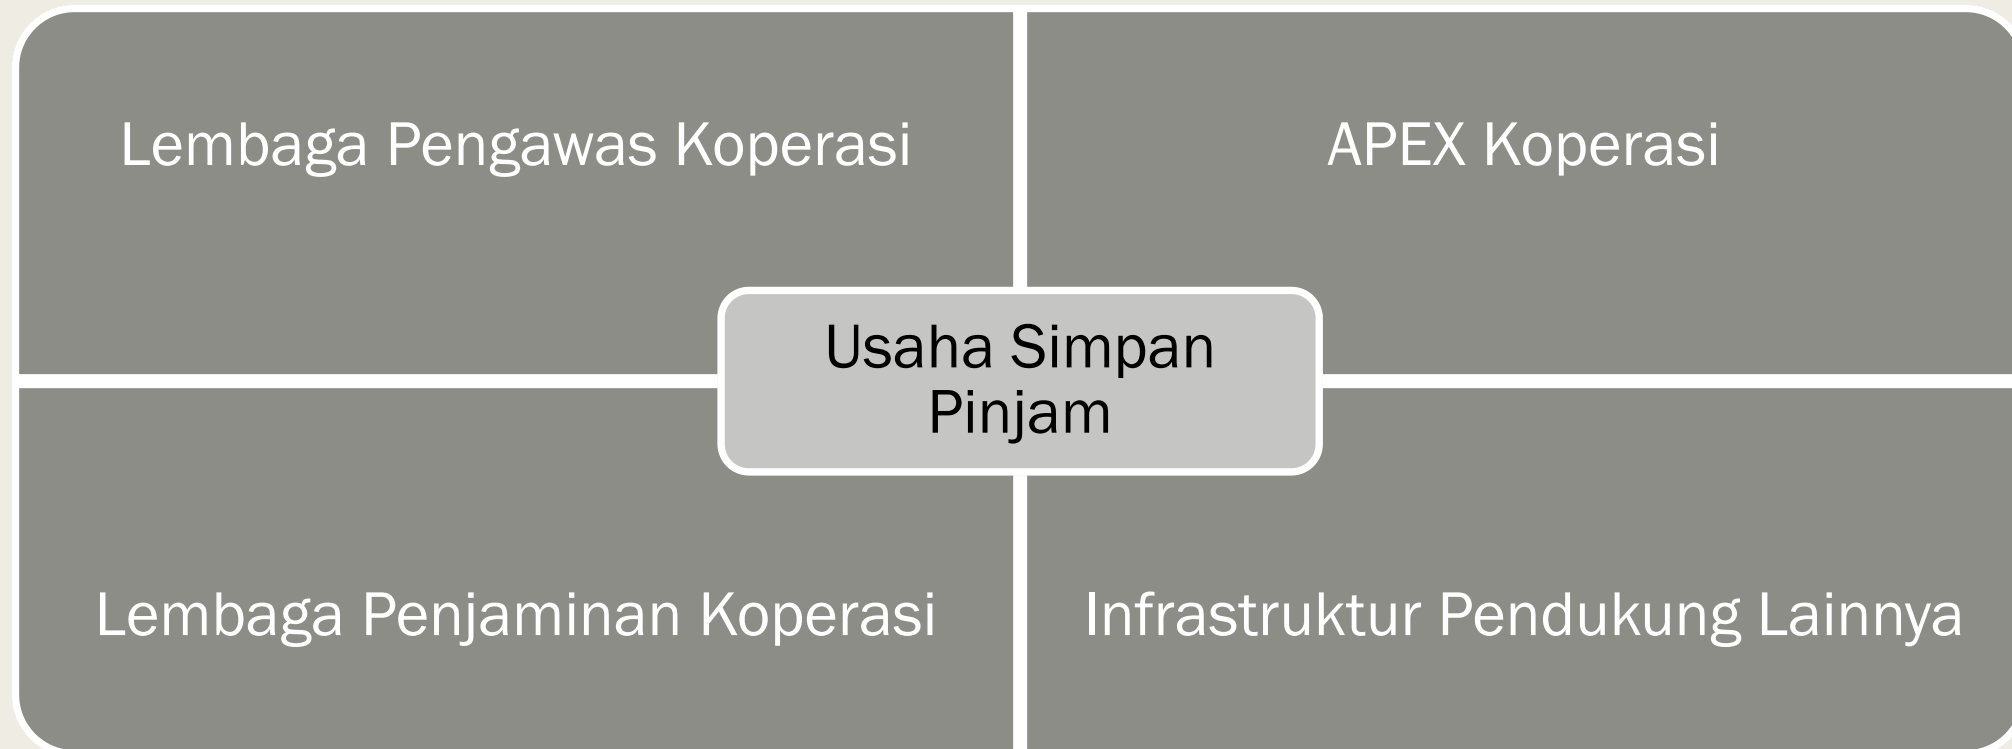 Lembaga Pengawas Koperasi
APEX Koperasi
Usaha Simpan
Pinjam
Lembaga Penjaminan Koperasi
Infrastruktur Pendukung Lainnya